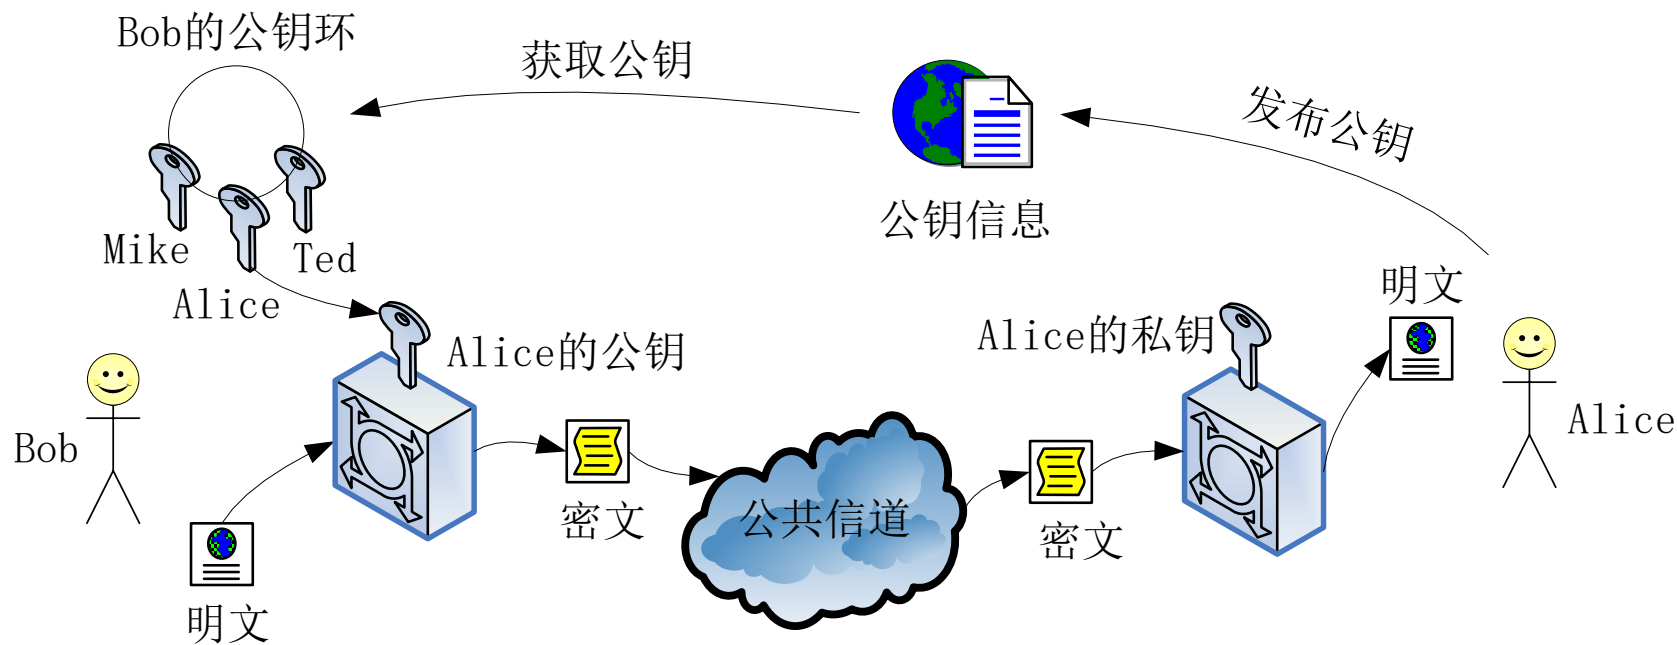 Bob的公钥环
获取公钥
发布公钥
公钥信息
Mike
Ted
Alice
明文
Alice的公钥
Alice的私钥
Alice
Bob
密文
公共信道
密文
明文